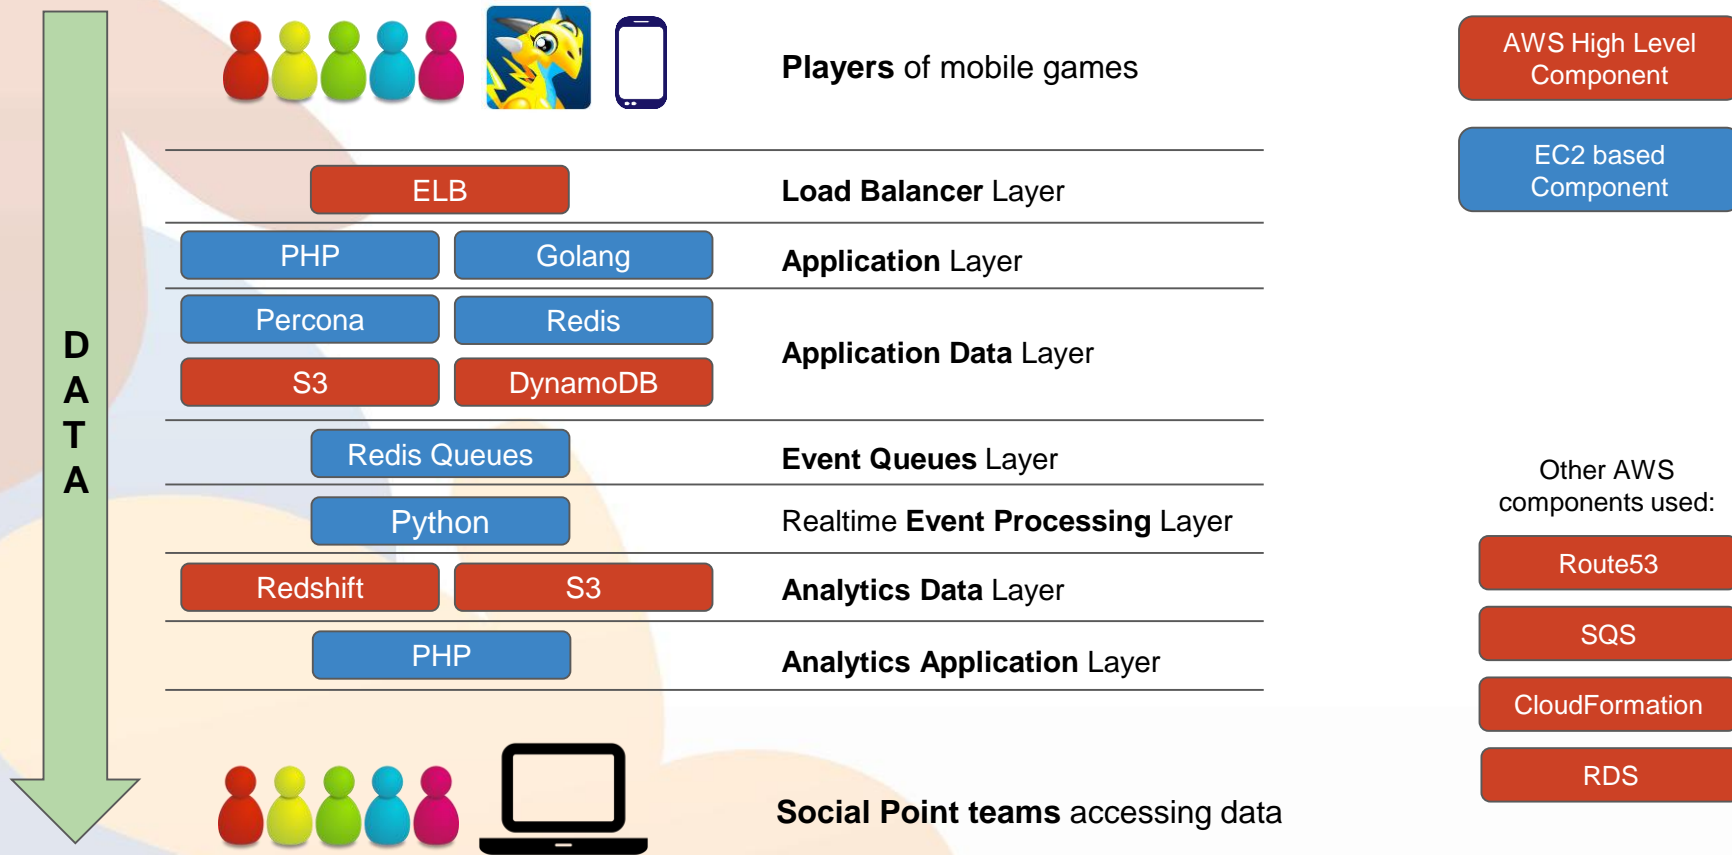 Players of mobile games
AWS High Level
Component
EC2 based
Component
ELB
Load Balancer Layer
PHP
Golang
Application Layer
Percona
Redis
S3
DynamoDB
Application Data Layer
Redis Queues
Event Queues Layer
Python
Realtime Event Processing Layer
Redshift
S3
Analytics Data Layer
PHP
Analytics Application Layer
D
A
T
A
Social Point teams accessing data
Other AWS
components used:
Route53
SQS
CloudFormation
RDS